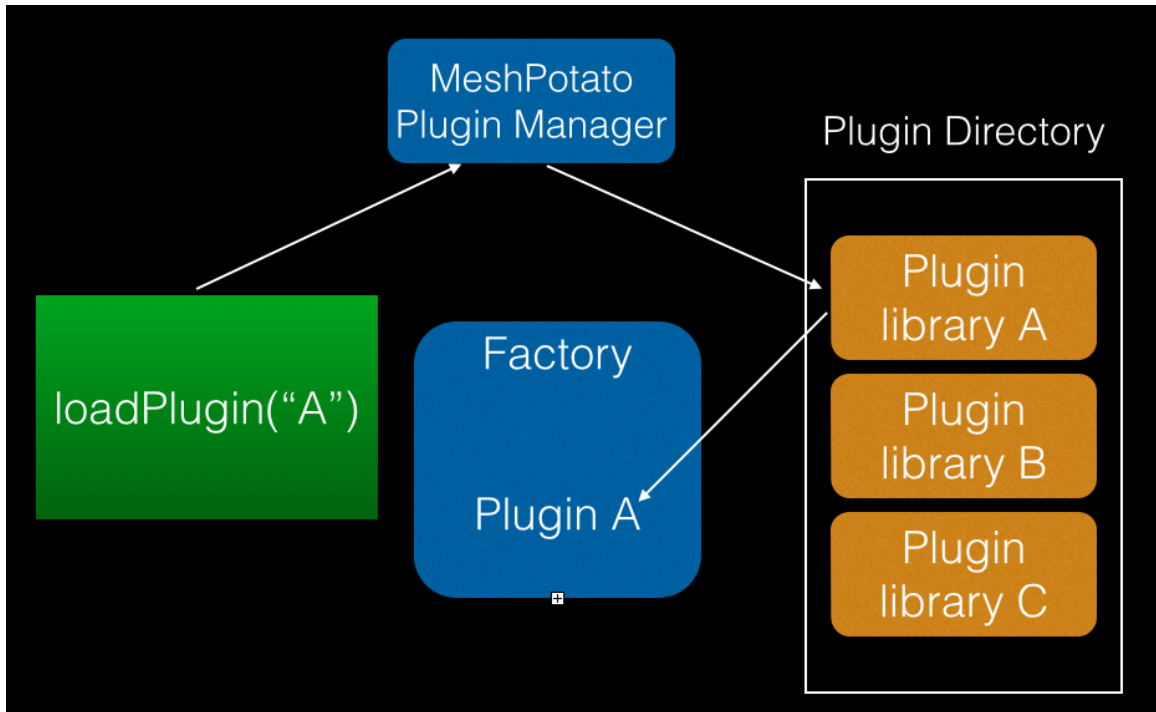 MeshPotato
Plugin Manager
Plugin Directory
Plugin
library A
loadPlugin(“A”)
Factory
Plugin A
Plugin
library B
Plugin
library C